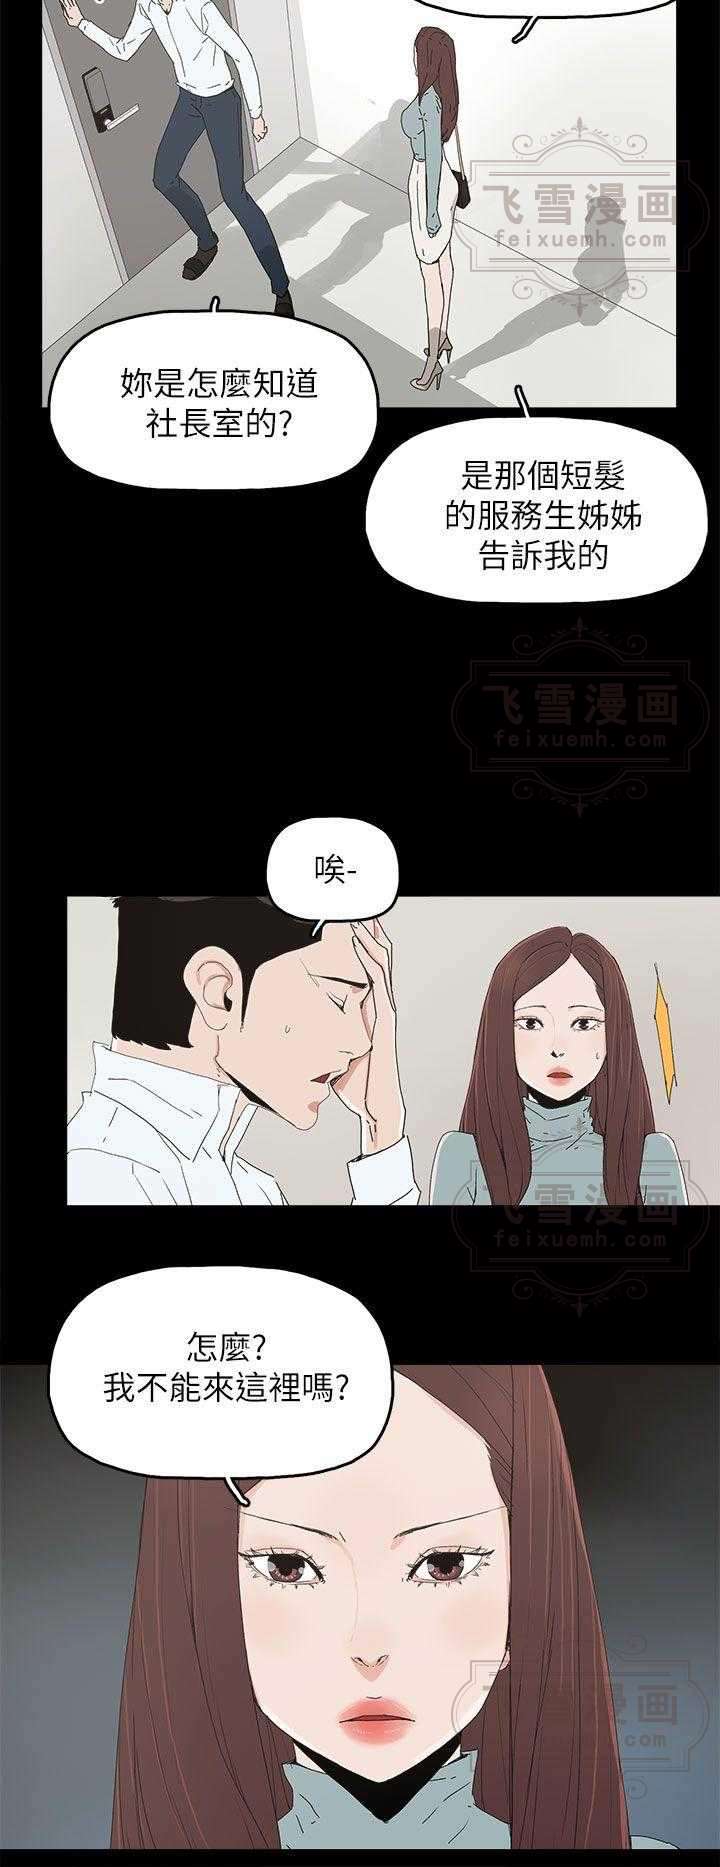 飞雪漫画
feixuemh.com
妳是怎麼知道
社長室的?
是那個短髮
的服務生姊姊
告訴我的
飞雪漫画
feixuemh.com
唉-
飞雪漫画
feixuemh.com
怎麼?
我不能來這裡嗎?
飞雪漫画
feixuemh.com